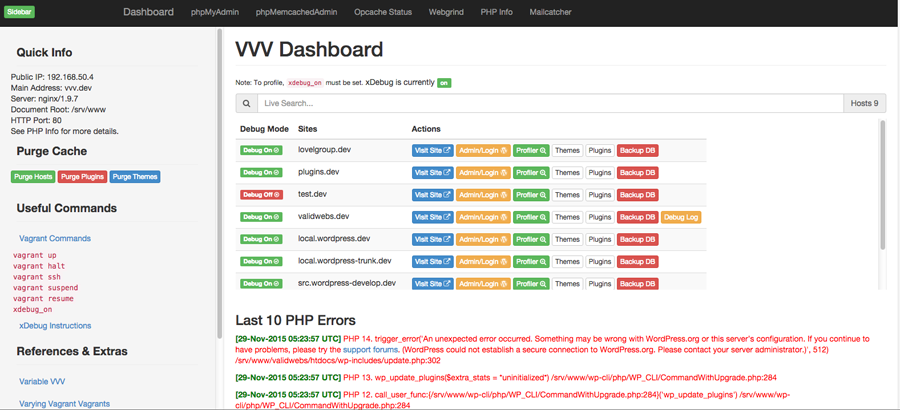 Sidebar
Dashboard phpMyAdmin phpMemcachedAdmin Opcache Status Webgrind PHP Info Mailcatcher
Quick Info
Public IP: 192.168.50.4
Main Address: vvv.dev
Server: nginx/1.9.7
Document Root: /srv/www
HTTP Port: 80
See PHP Info for more details.
Purge Cache
Purge Hosts Purge Plugins Purge Themes
Useful Commands
Vagrant Commands
vagrant up
vagrant halt
vagrant ssh
vagrant suspend
vagrant resume
xdebug_on
xDebug Instructions
References & Extras
Variable VVV
Varying Vagrant Vagrants
VVV Dashboard
Note: To profile, xdebug_on must be set. xDebug is currently on
Live Search... Hosts 9
Debug Mode Sites Actions
Debug On lovelgroup.dev Visit Site Admin/Login Profiler Themes Plugins Backup DB
Debug On plugins.dev Visit Site Admin/Login Profiler Themes Plugins Backup DB
Debug Off test.dev Visit Site Admin/Login Profiler Themes Plugins Backup DB
Debug On validwebs.dev Visit Site Admin/Login Profiler Themes Plugins Backup DB Debug Log
Debug On local.wordpress.dev Visit Site Admin/Login Profiler Themes Plugins Backup DB
Debug On local.wordpress-trunk.dev Visit Site Admin/Login Profiler Themes Plugins Backup DB
Debug On src.wordpress-develop.dev Visit Site Admin/Login Profiler Themes Plugins Backup DB
Last 10 PHP Errors
[29-Nov-2015 05:23:57 UTC] PHP 14. trigger_error('An unexpected error occurred. Something may be wrong with WordPress.org or this server's configuration. If you continue to
have problems, please try the support forums. (WordPress could not establish a secure connection to WordPress.org. Please contact your server administrator.)', 512)
/srv/www/validwebs/htdocs/wp-includes/update.php:302
[29-Nov-2015 05:23:57 UTC] PHP 13. wp_update_plugins($extra_stats = "uninitialized") /srv/www/wp-cli/php/WP_CLI/CommandWithUpgrade.php:284
[29-Nov-2015 05:23:57 UTC] PHP 12. call_user_func:{/srv/www/wp-cli/php/WP_CLI/CommandWithUpgrade.php:284}('wp_update_plugins') /srv/www/wp-
cli/php/WP_CLI/CommandWithUpgrade.php:284